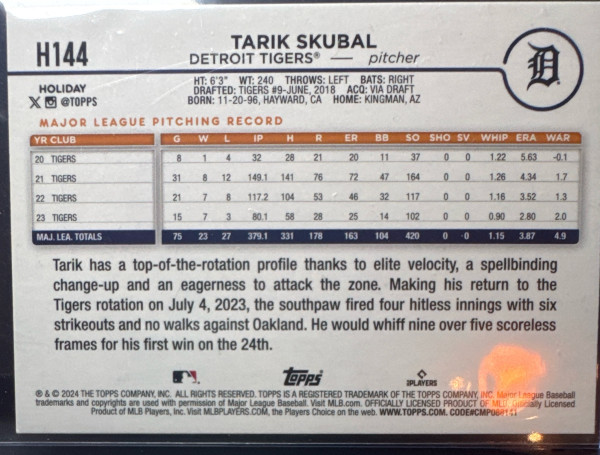 H144
TARIK SKUBAL
DETROIT TIGERS® — pitcher
D
HOLIDAY
X @TOPPS
HT: 6'3" WT: 240 THROWS: LEFT BATS: RIGHT
DRAFTED: TIGERS #9-JUNE, 2018 ACQ: VIA DRAFT
BORN: 11-20-96, HAYWARD, CA HOME: KINGMAN, AZ
MAJOR LEAGUE PITCHING RECORD
YR CLUB G W L IP H R ER BB SO SHO SV WHIP ERA WAR
20 TIGERS 8 1 4 32 28 21 20 11 37 0 0 1.22 5.63 -0.1
21 TIGERS 31 8 12 149.1 141 76 72 47 164 0 0 1.26 4.34 1.3
22 TIGERS 21 7 8 117.2 104 53 46 32 117 0 0 1.16 3.52 1.7
23 TIGERS 15 7 3 80.1 58 28 25 14 102 0 0 0.90 2.80 2.0
MAJ. LEA. TOTALS 75 23 27 379.1 331 178 163 104 420 0 0 1.15 3.87 4.9
Tarik has a top-of-the-rotation profile thanks to elite velocity, a spellbinding
change-up and an eagerness to attack the zone. Making his return to the
Tigers rotation on July 4, 2023, the southpaw fired four hitless innings with six
strikeouts and no walks against Oakland. He would whiff nine over five scoreless
frames for his first win on the 24th.
Topps
PLAYERS
® & © 2024 THE TOPPS COMPANY, INC. ALL RIGHTS RESERVED. TOPPS IS A REGISTERED TRADEMARK OF THE TOPPS COMPANY, INC. Major League Baseball
trademarks and copyrights are used with permission of Major League Baseball. Visit MLB.com. OFFICIALLY LICENSED PRODUCT OF MLB. Officially Licensed
Product of MLB Players, Inc. Visit MLBPLAYERS.COM, the Players Choice on the web. WWW.TOPPS.COM. CODE#CMP088141